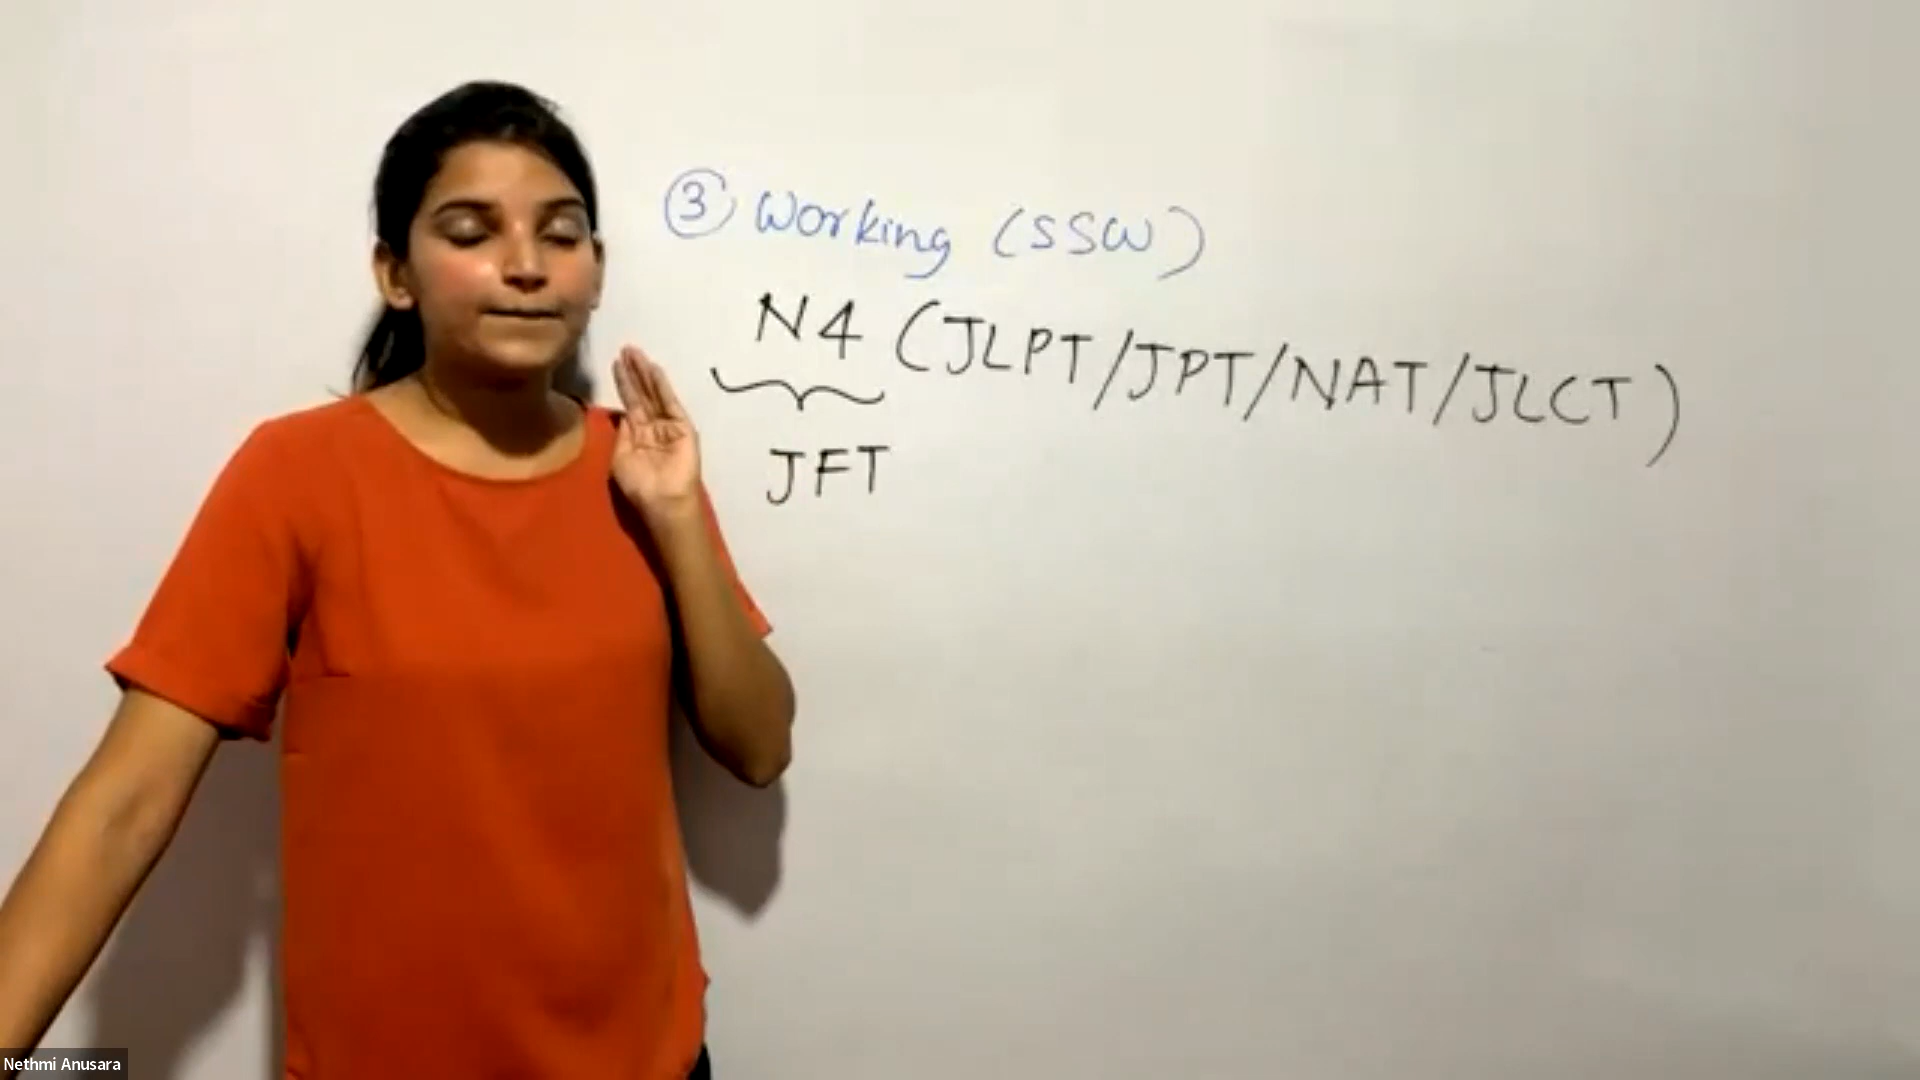 ③ Working (SSW)
N4 (JLPT/JPT/NAT/JLCT)
JFT
Nethmi Anusara